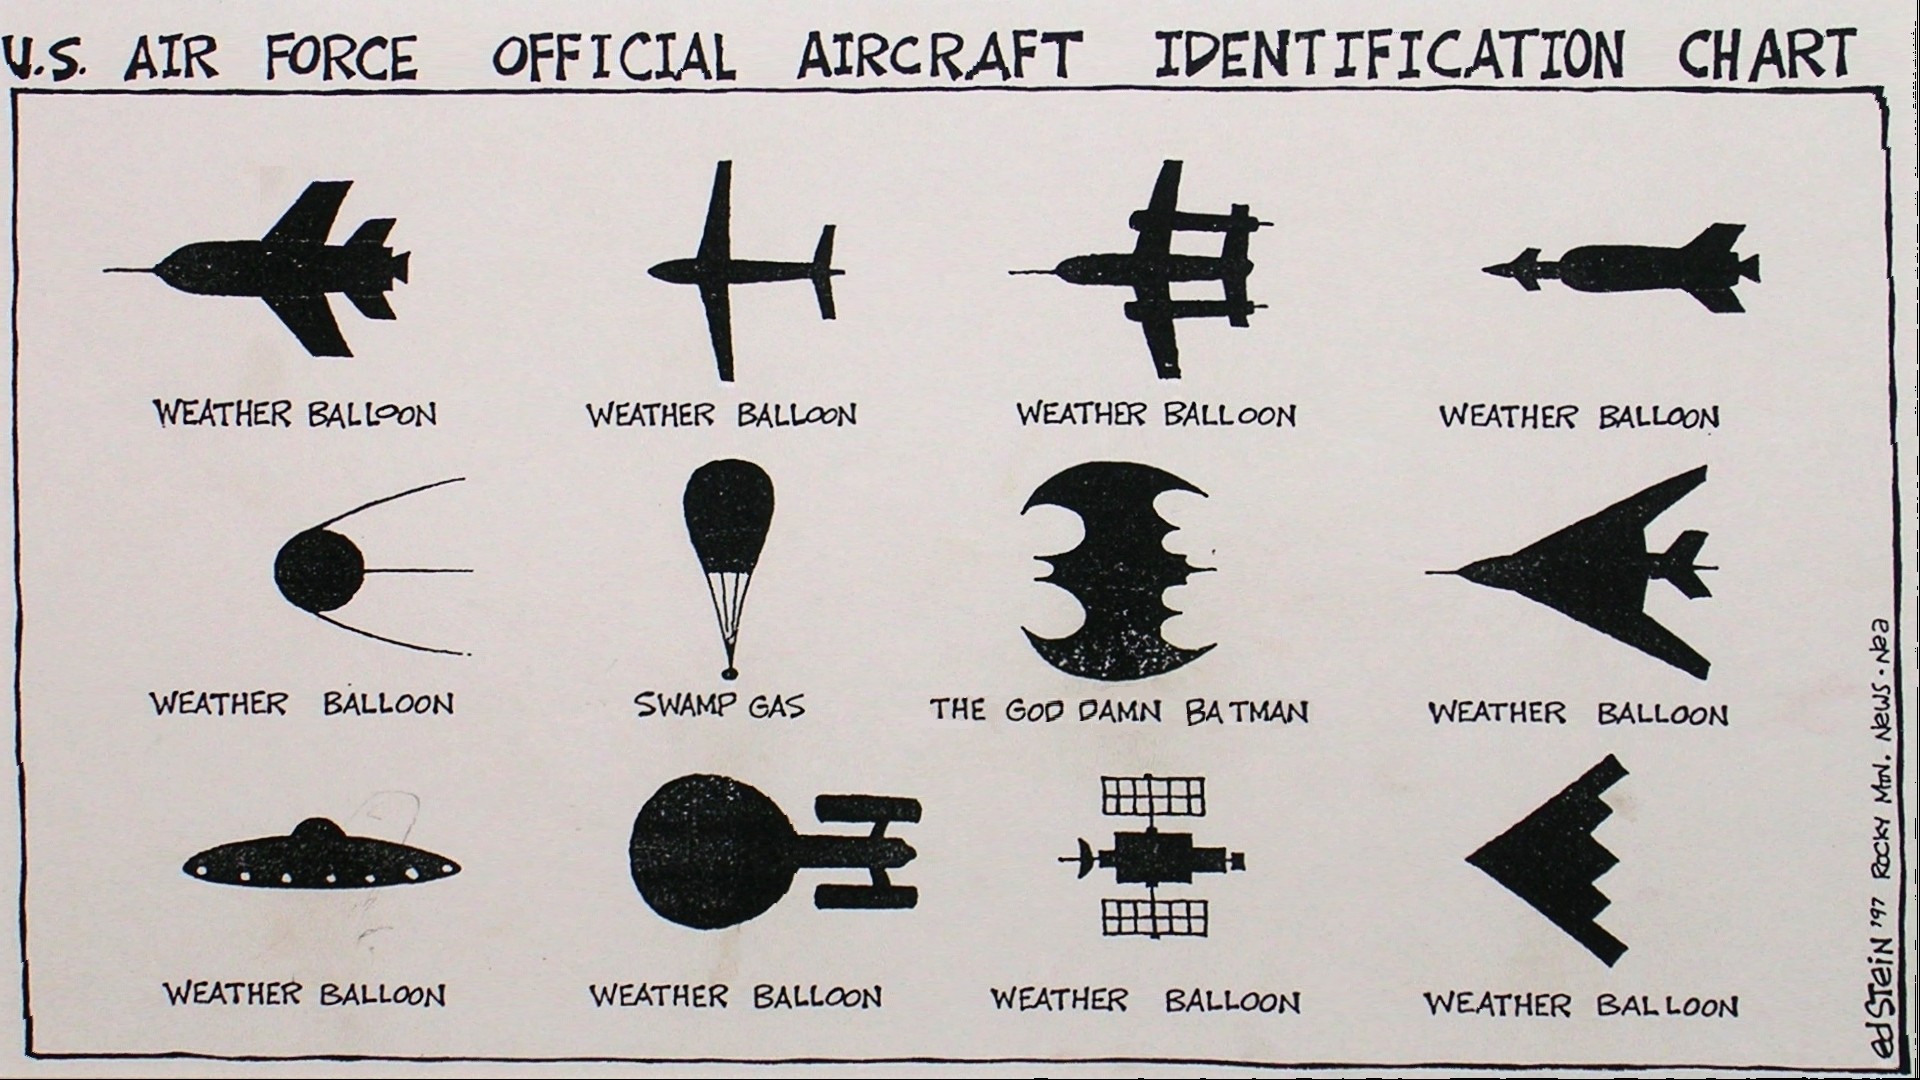 U.S. AIR FORCE OFFICIAL AIRCRAFT IDENTIFICATION CHART
WEATHER BALLOON WEATHER BALLOON WEATHER BALLOON WEATHER BALLOON
WEATHER BALLOON SWAMP GAS THE GOD DAMN BATMAN WEATHER BALLOON
WEATHER BALLOON WEATHER BALLOON WEATHER BALLOON WEATHER BALLOON
ed STEIN '97 ROCKY MTN. NEWS·NEA